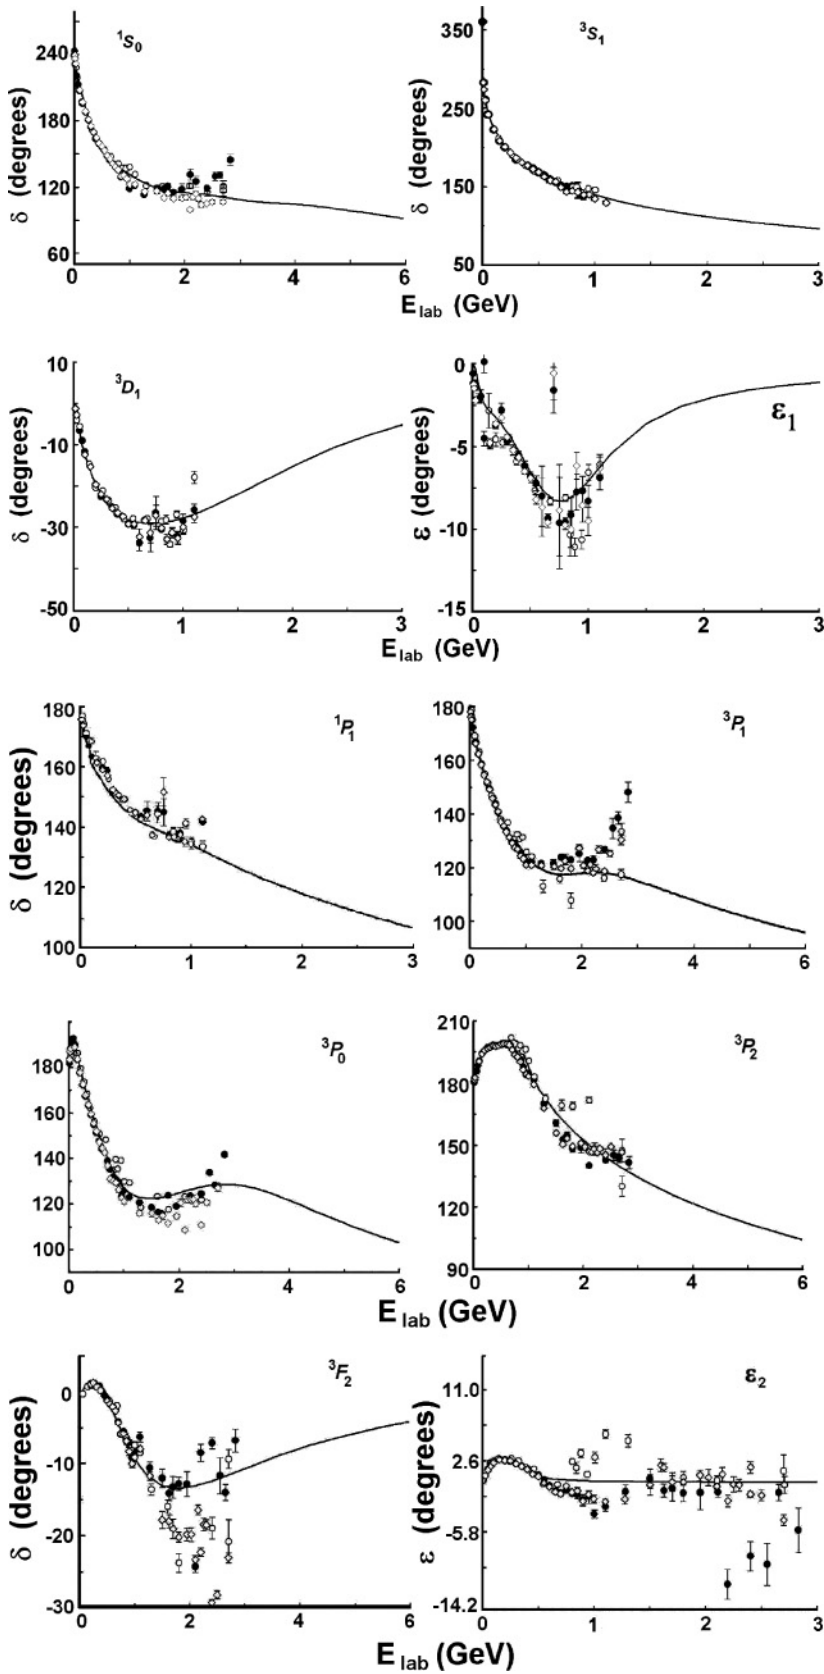 ¹S₀
δ (degrees)
240
180
120
60
0 2 4 6
³S₁
δ (degrees)
350
250
150
50
0 1 2 3
E lab (GeV)
³D₁
δ (degrees)
10
-10
-30
-50
0 1 2 3
ε₁
ε (degrees)
0
-5
-10
-15
0 1 2 3
E lab (GeV)
¹P₁
δ (degrees)
180
160
140
120
100
0 1 2 3
³P₁
180
160
140
120
100
0 2 4 6
³P₀
180
160
150
130
120
100
0 2 4 6
³P₂
210
180
150
120
90
0 2 4 6
E lab (GeV)
³F₂
δ (degrees)
0
-10
-20
-30
0 2 4 6
ε₂
ε (degrees)
11.0
2.6
-5.8
-14.2
0 1 2 3
E lab (GeV)